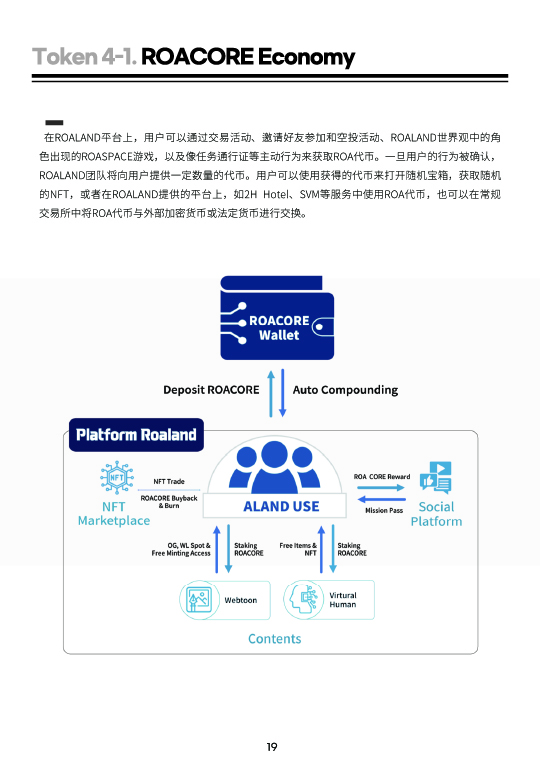 Token 4-1. ROACORE Economy
在ROALAND平台上，用户可以通过交易活动、邀请好友参加和空投活动、ROALAND世界观中的角
色出现的ROASPACE游戏，以及像任务通行证等主动行为来获取ROA代币。一旦用户的行为被确认，
ROALAND团队将向用户提供一定数量的代币。用户可以使用获得的代币来打开随机宝箱，获取随机
的NFT，或者在ROALAND提供的平台上，如2H Hotel、SVM等服务中使用ROA代币，也可以在常规
交易所中将ROA代币与外部加密货币或法定货币进行交换。
ROACORE
Wallet
Deposit ROACORE
Auto Compounding
Platform Roaland
NFT
NFT
Marketplace
NFT Trade
ROACORE Buyback
& Burn
ALAND USE
ROA CORE Reward
Mission Pass
Social
Platform
OG, WL Spot &
Free Minting Access
Staking
ROACORE
Free Items &
NFT
Staking
ROACORE
Webtoon
Virtural
Human
Contents
19